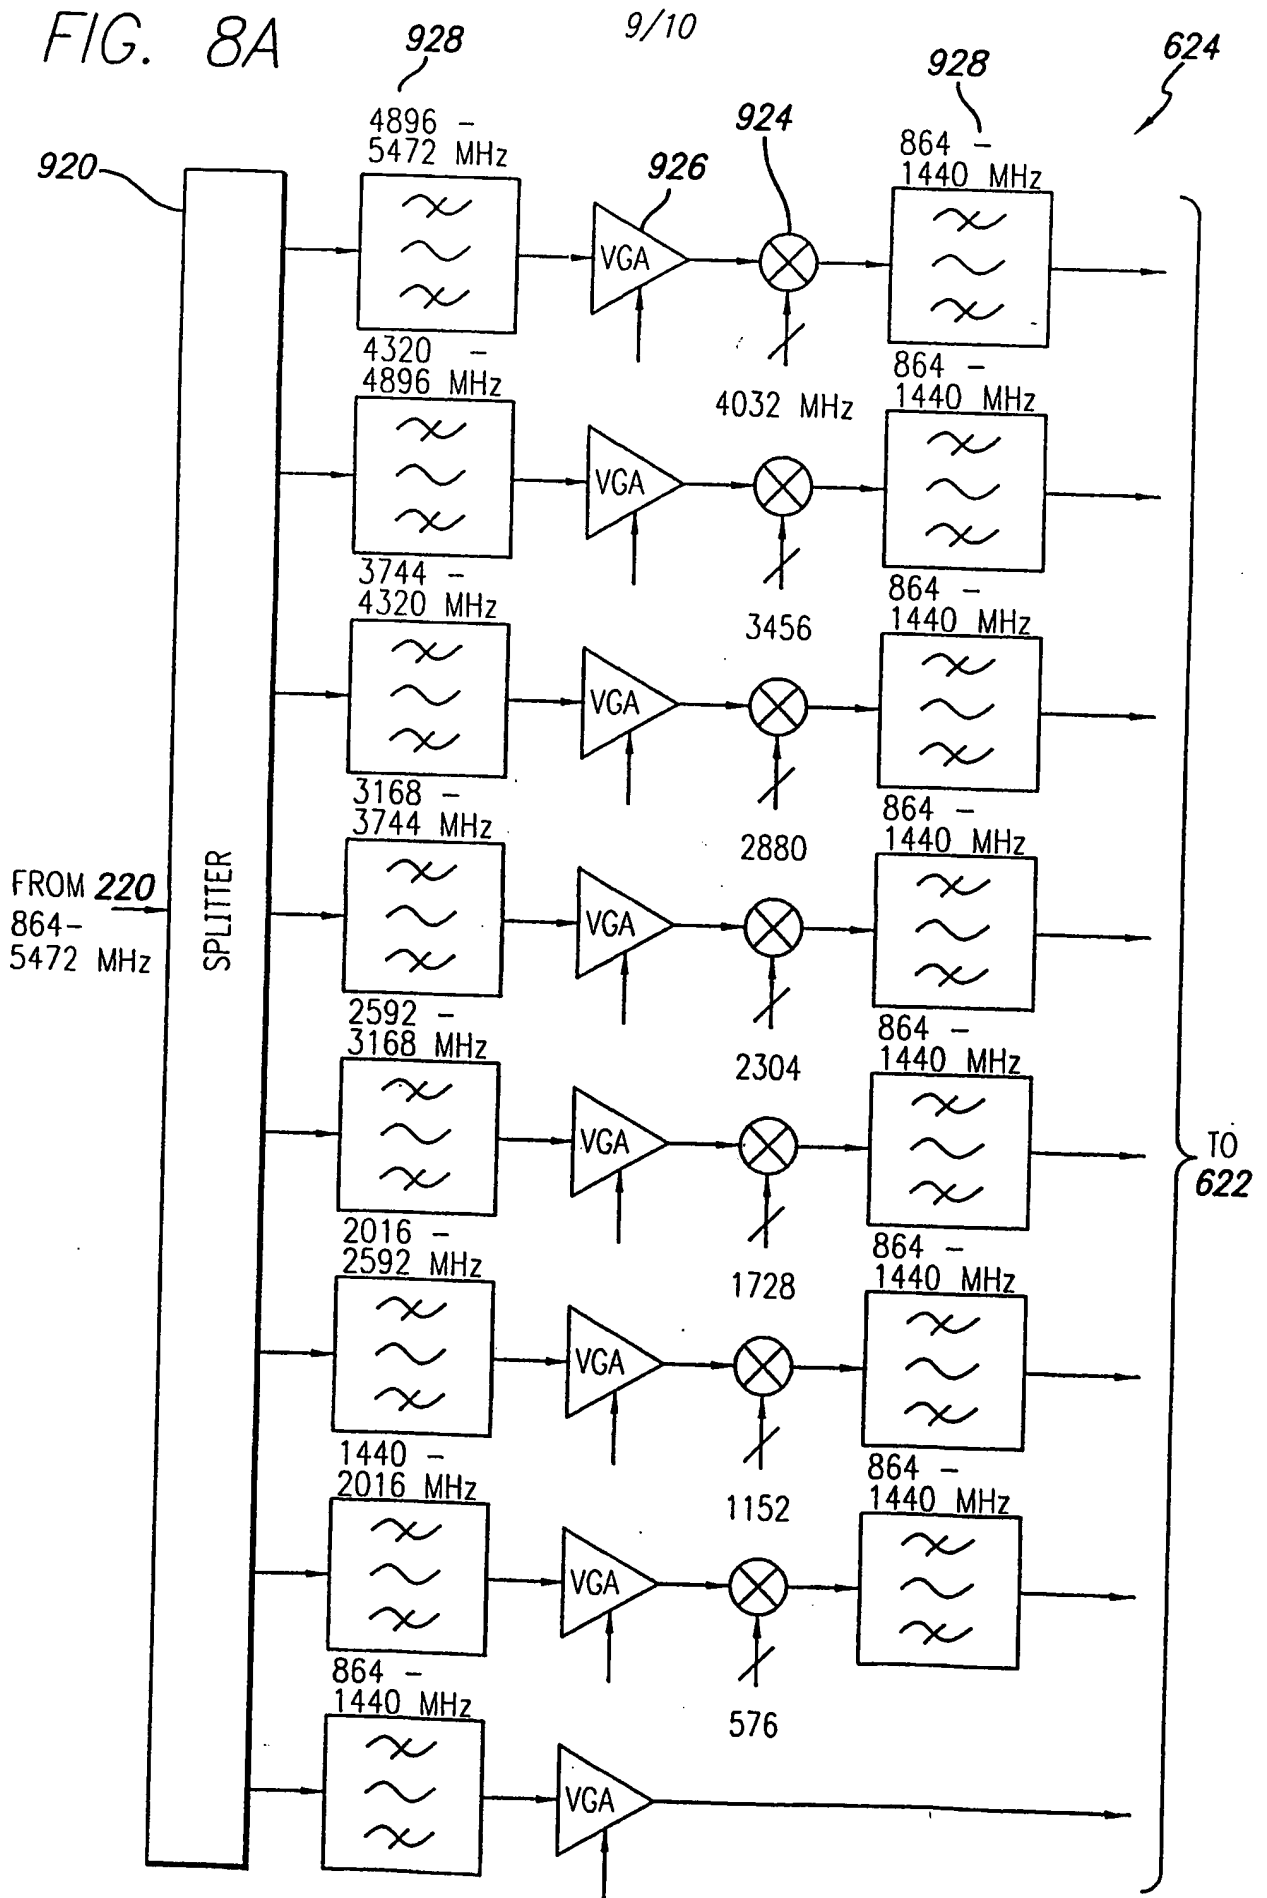 FIG. 8A
9/10
928
928
624
924
926
920
4896 -
5472 MHz
864 -
1440 MHz
VGA
4032 MHz
4320 -
4896 MHz
864 -
1440 MHz
VGA
3456
3744 -
4320 MHz
864 -
1440 MHz
VGA
2880
3168 -
3744 MHz
864 -
1440 MHz
VGA
2304
FROM 220
864-
5472 MHz
SPLITTER
2592 -
3168 MHz
864 -
1440 MHz
VGA
1728
TO
622
2016 -
2592 MHz
864 -
1440 MHz
VGA
1152
1440 -
2016 MHz
864 -
1440 MHz
VGA
576
864 -
1440 MHz
VGA